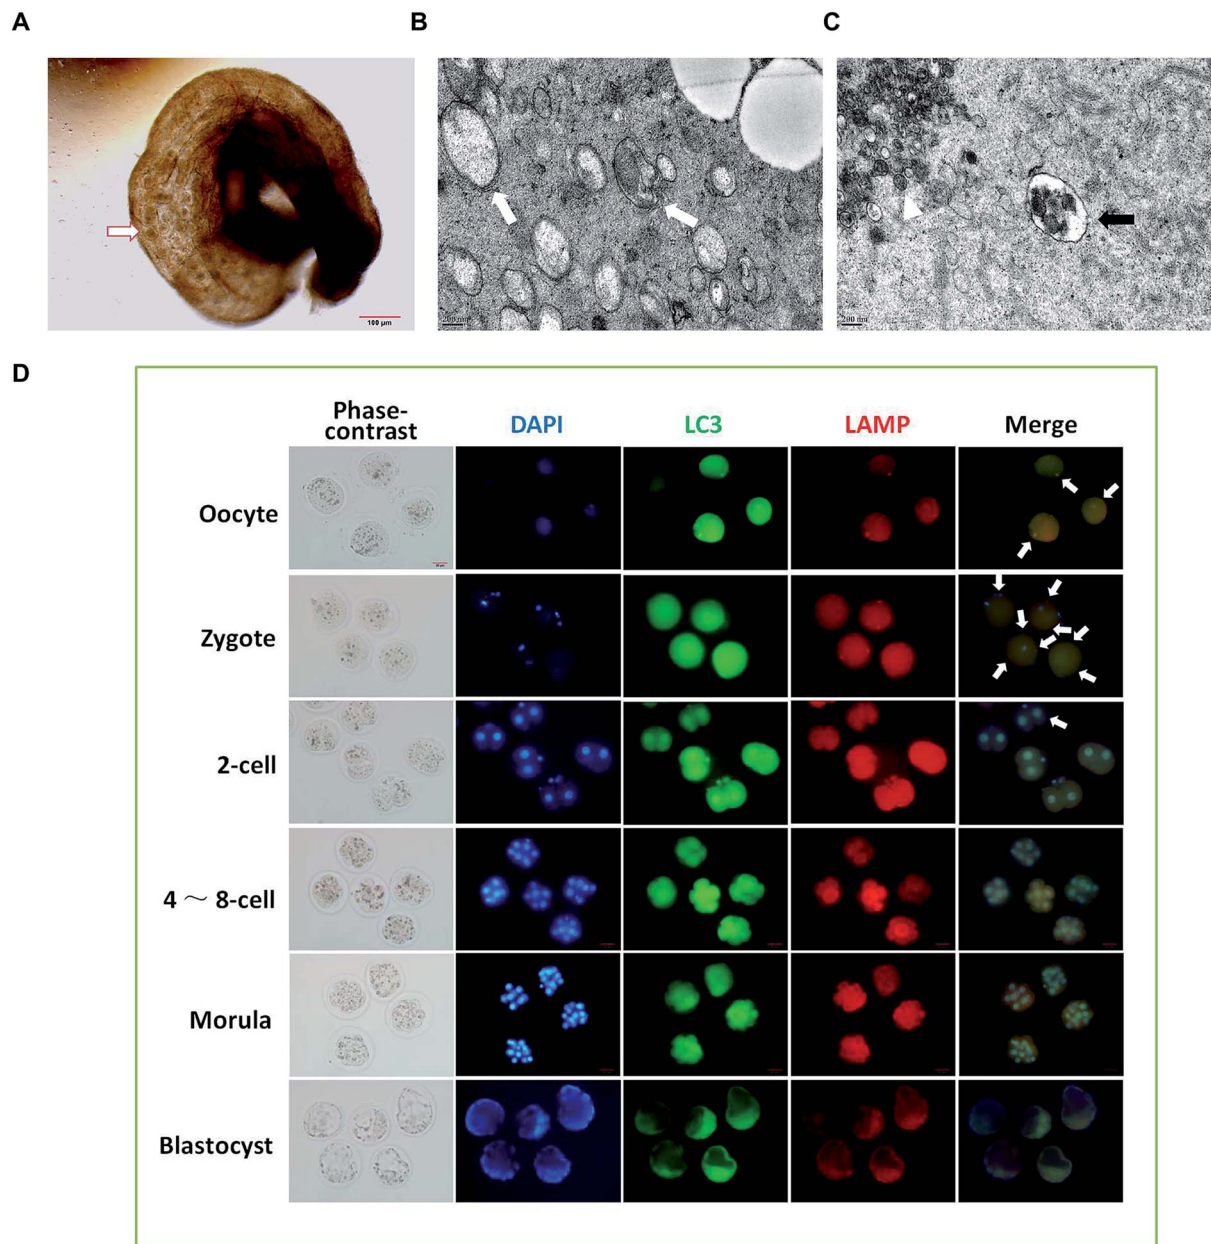 A
B
C
100 µm
200 nm
200 nm
D
Phase-
contrast
DAPI
LC3
LAMP
Merge
Oocyte
Zygote
2-cell
4 ～ 8-cell
Morula
Blastocyst